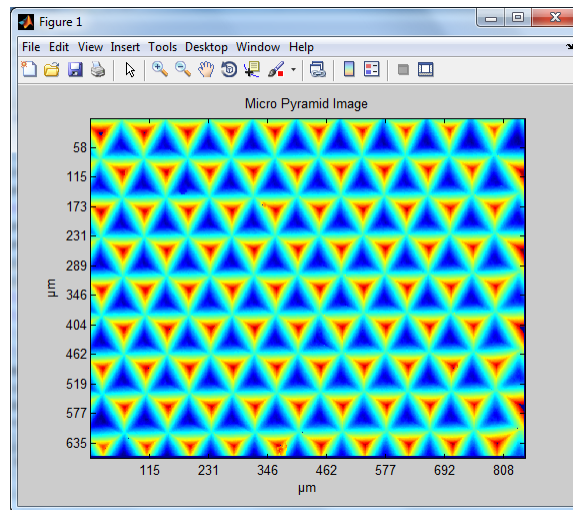 Figure 1
File Edit View Insert Tools Desktop Window Help
Micro Pyramid Image
58
115
173
231
289
346
404
462
519
577
635
µm
115 231 346 462 577 692 808
µm